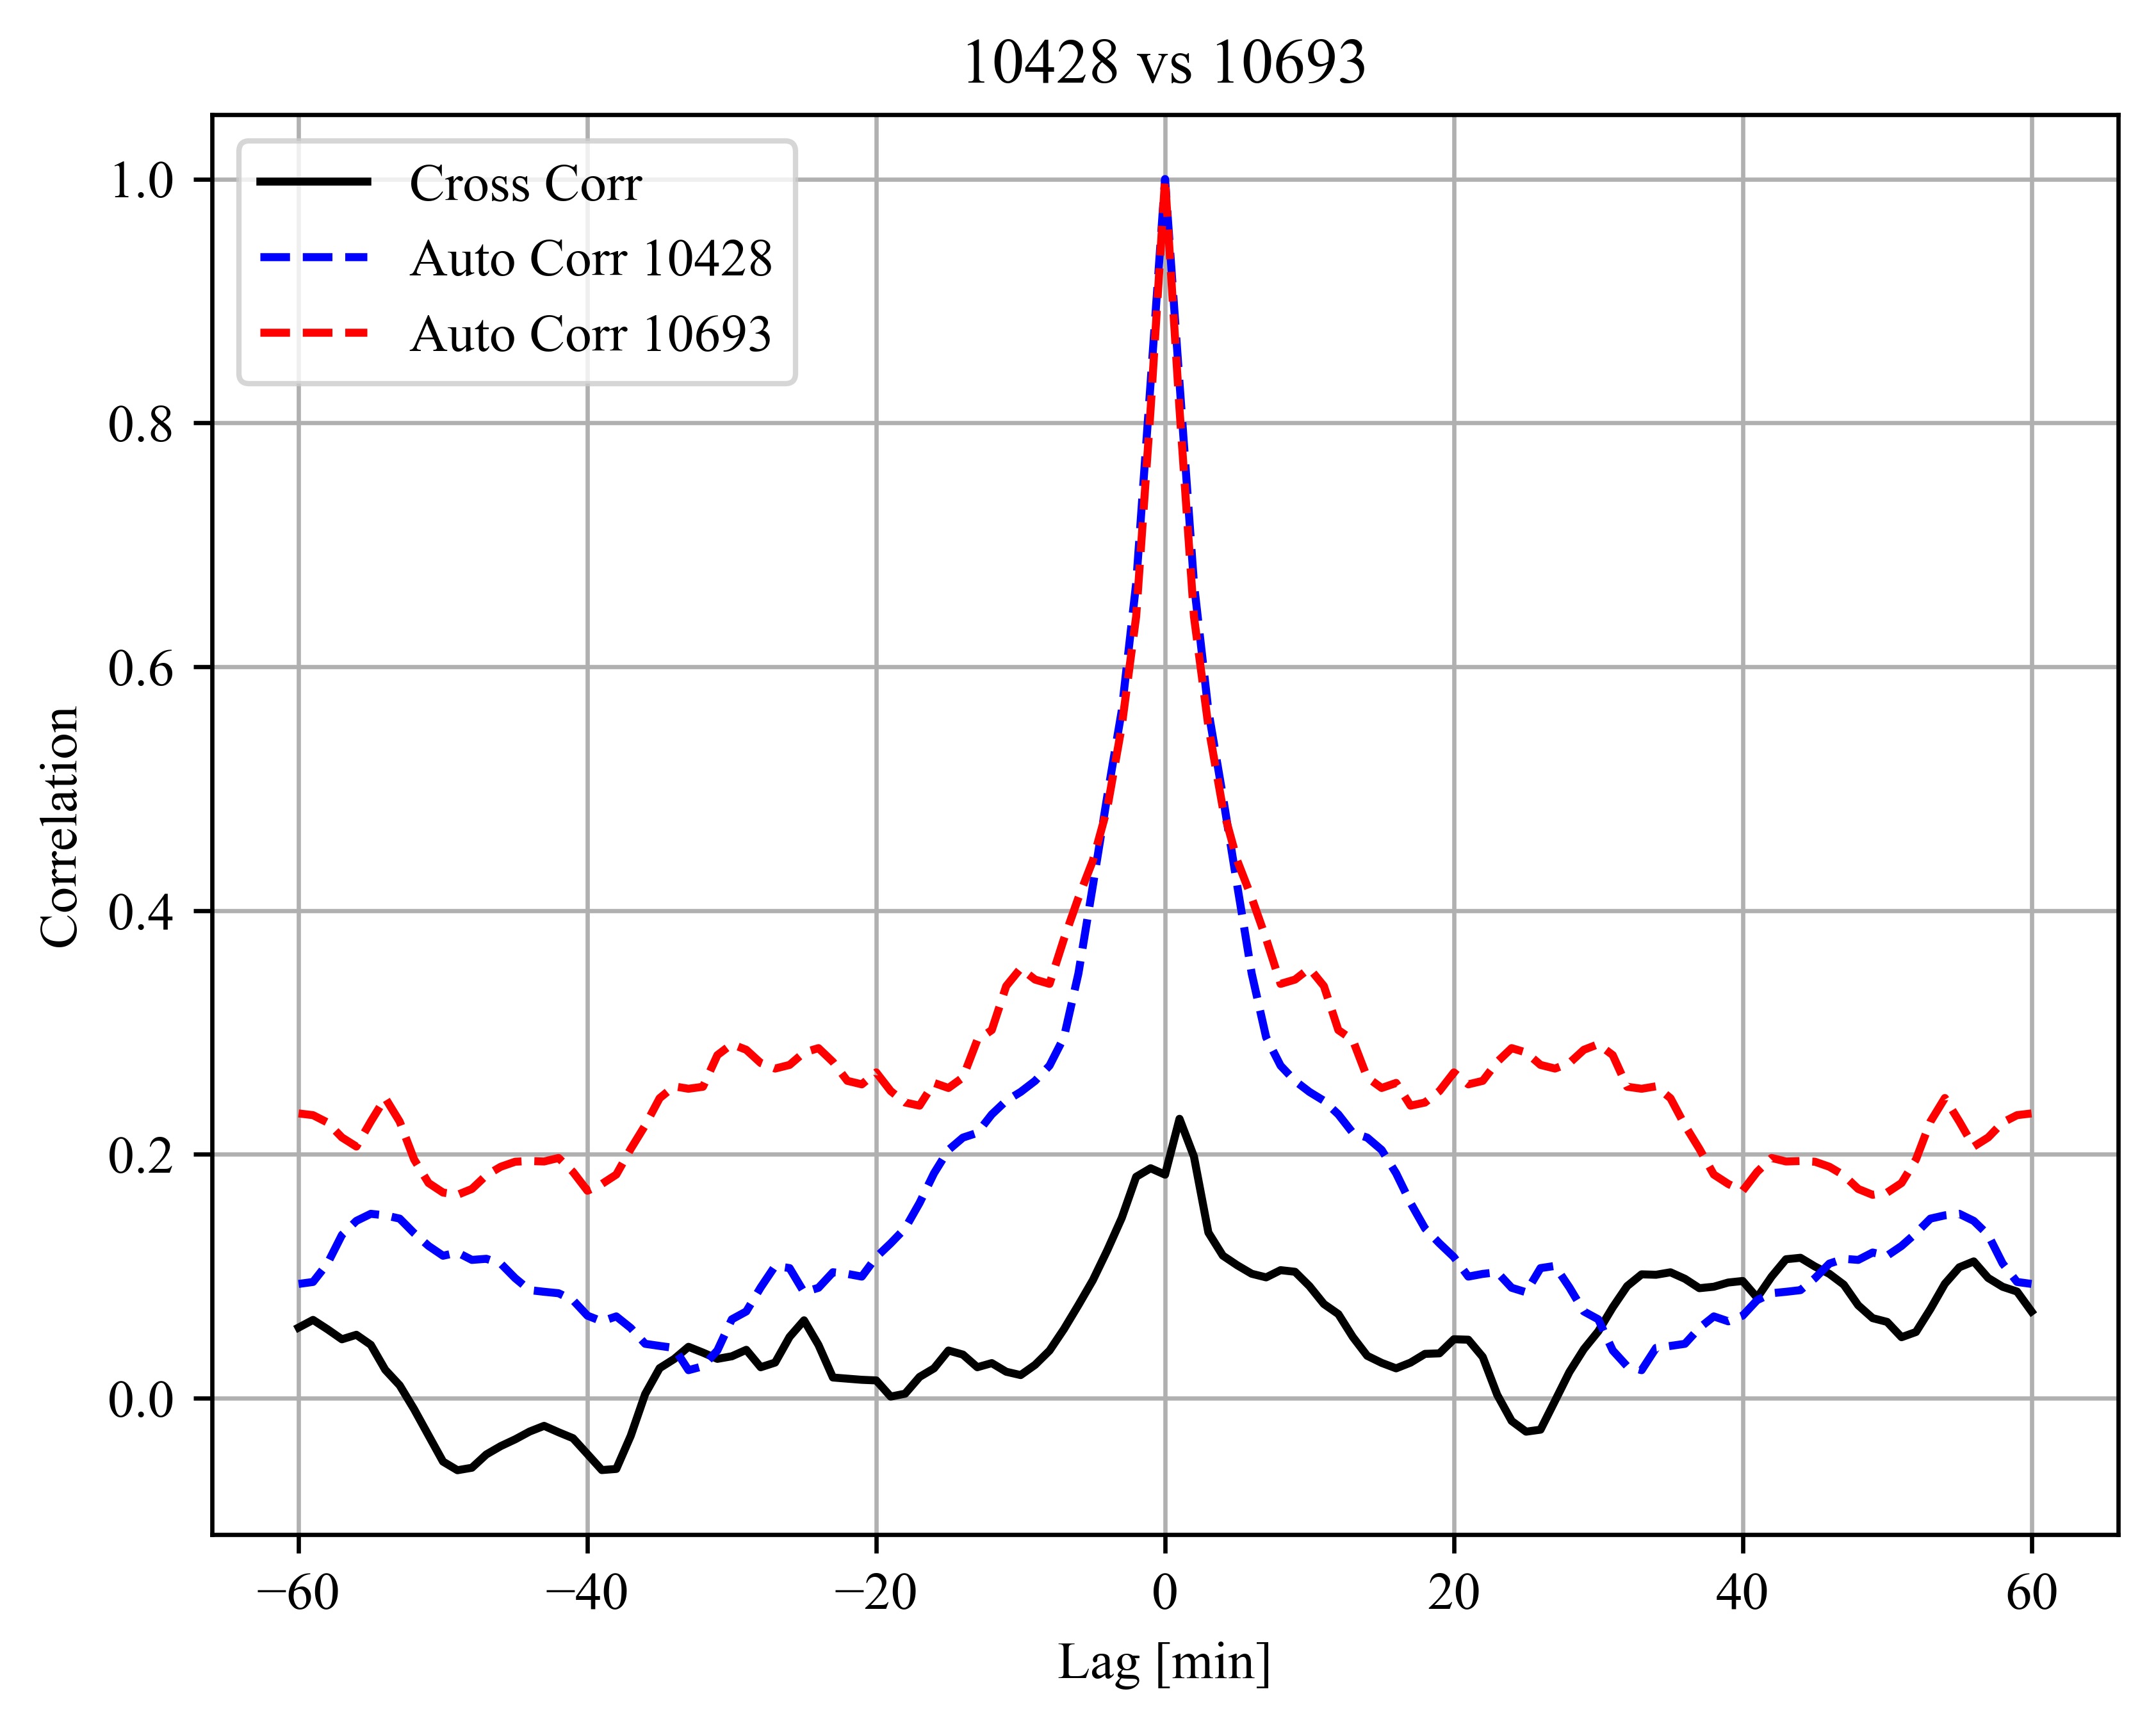 10428 vs 10693
Cross Corr
Auto Corr 10428
Auto Corr 10693
1.0
0.8
0.6
0.4
0.2
0.0
Correlation
−60
−40
−20
0
20
40
60
Lag [min]